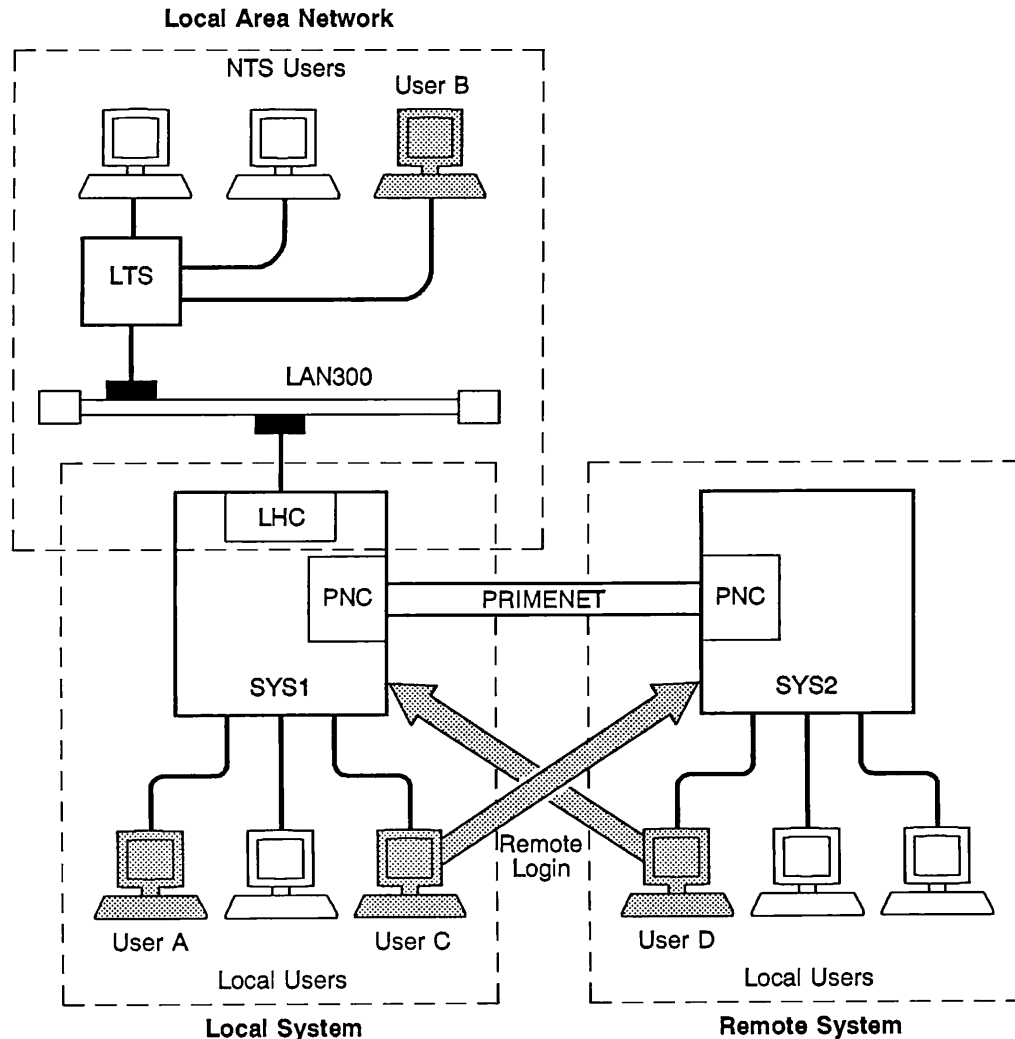 Local Area Network
NTS Users
User B
LTS
LAN300
LHC
PNC
PRIMENET
PNC
SYS1
SYS2
Remote
Login
User A
User C
User D
Local Users
Local Users
Local System
Remote System